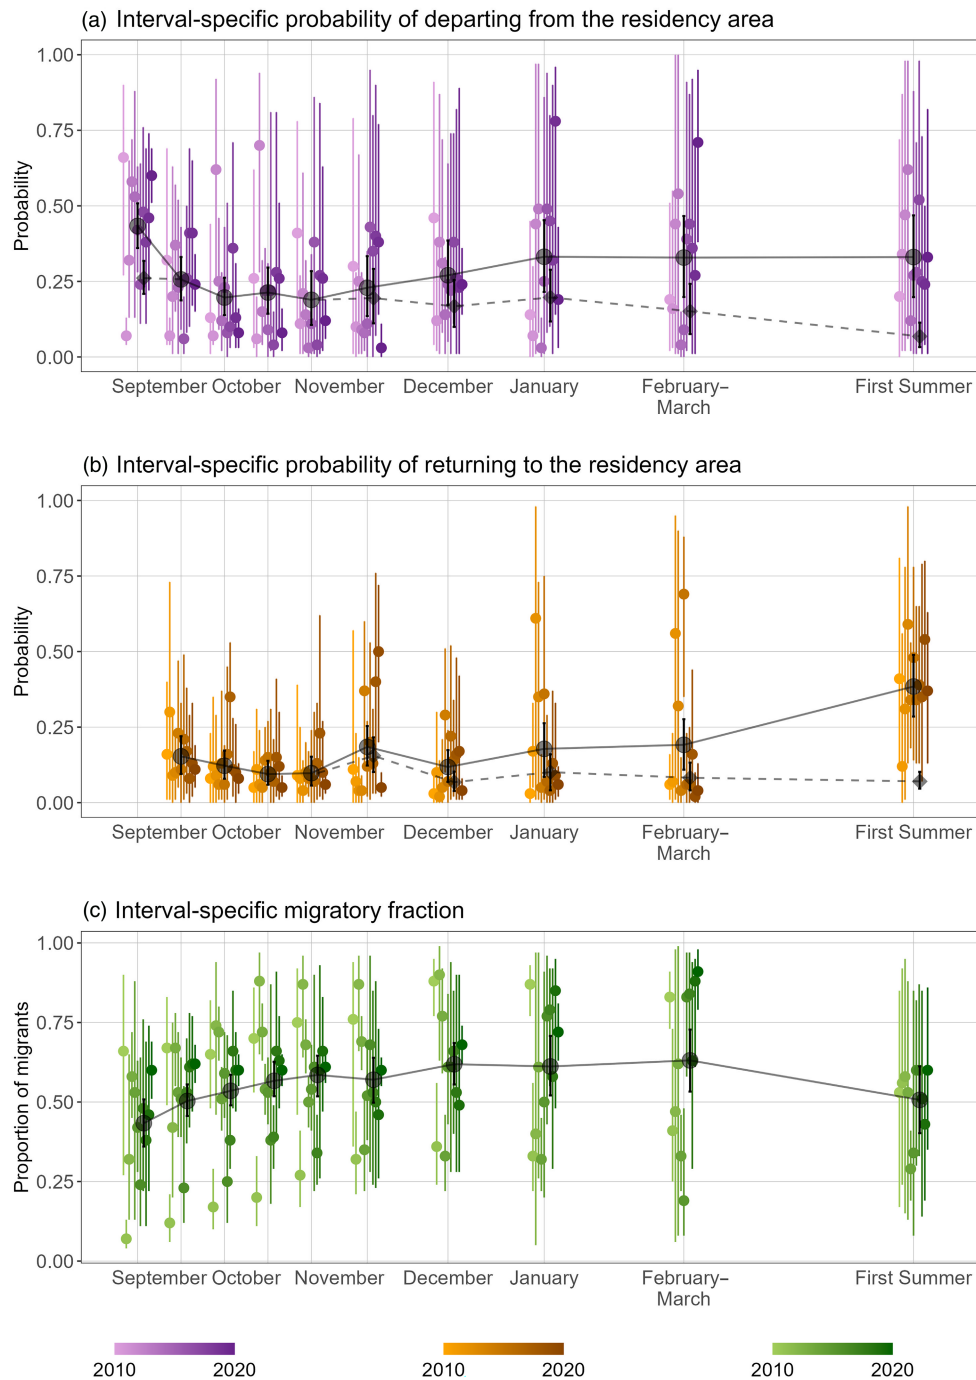 (a) Interval-specific probability of departing from the residency area
1.00
0.75
0.50
0.25
0.00
Probability
September October November December January February– First Summer
March
(b) Interval-specific probability of returning to the residency area
1.00
0.75
0.50
0.25
0.00
Probability
September October November December January February– First Summer
March
(c) Interval-specific migratory fraction
1.00
0.75
0.50
0.25
0.00
Proportion of migrants
September October November December January February– First Summer
March
2010 2020 2010 2020 2010 2020